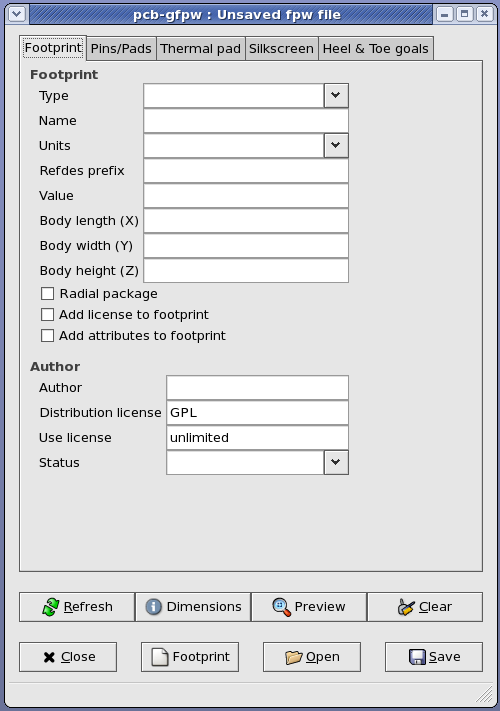 pcb-gfpw : Unsaved fpw file
Footprint Pins/Pads Thermal pad Silkscreen Heel & Toe goals
Footprint
Type
Name
Units
Refdes prefix
Value
Body length (X)
Body width (Y)
Body height (Z)
Radial package
Add license to footprint
Add attributes to footprint
Author
Author
Distribution license GPL
Use license unlimited
Status
Refresh Dimensions Preview Clear
Close Footprint Open Save